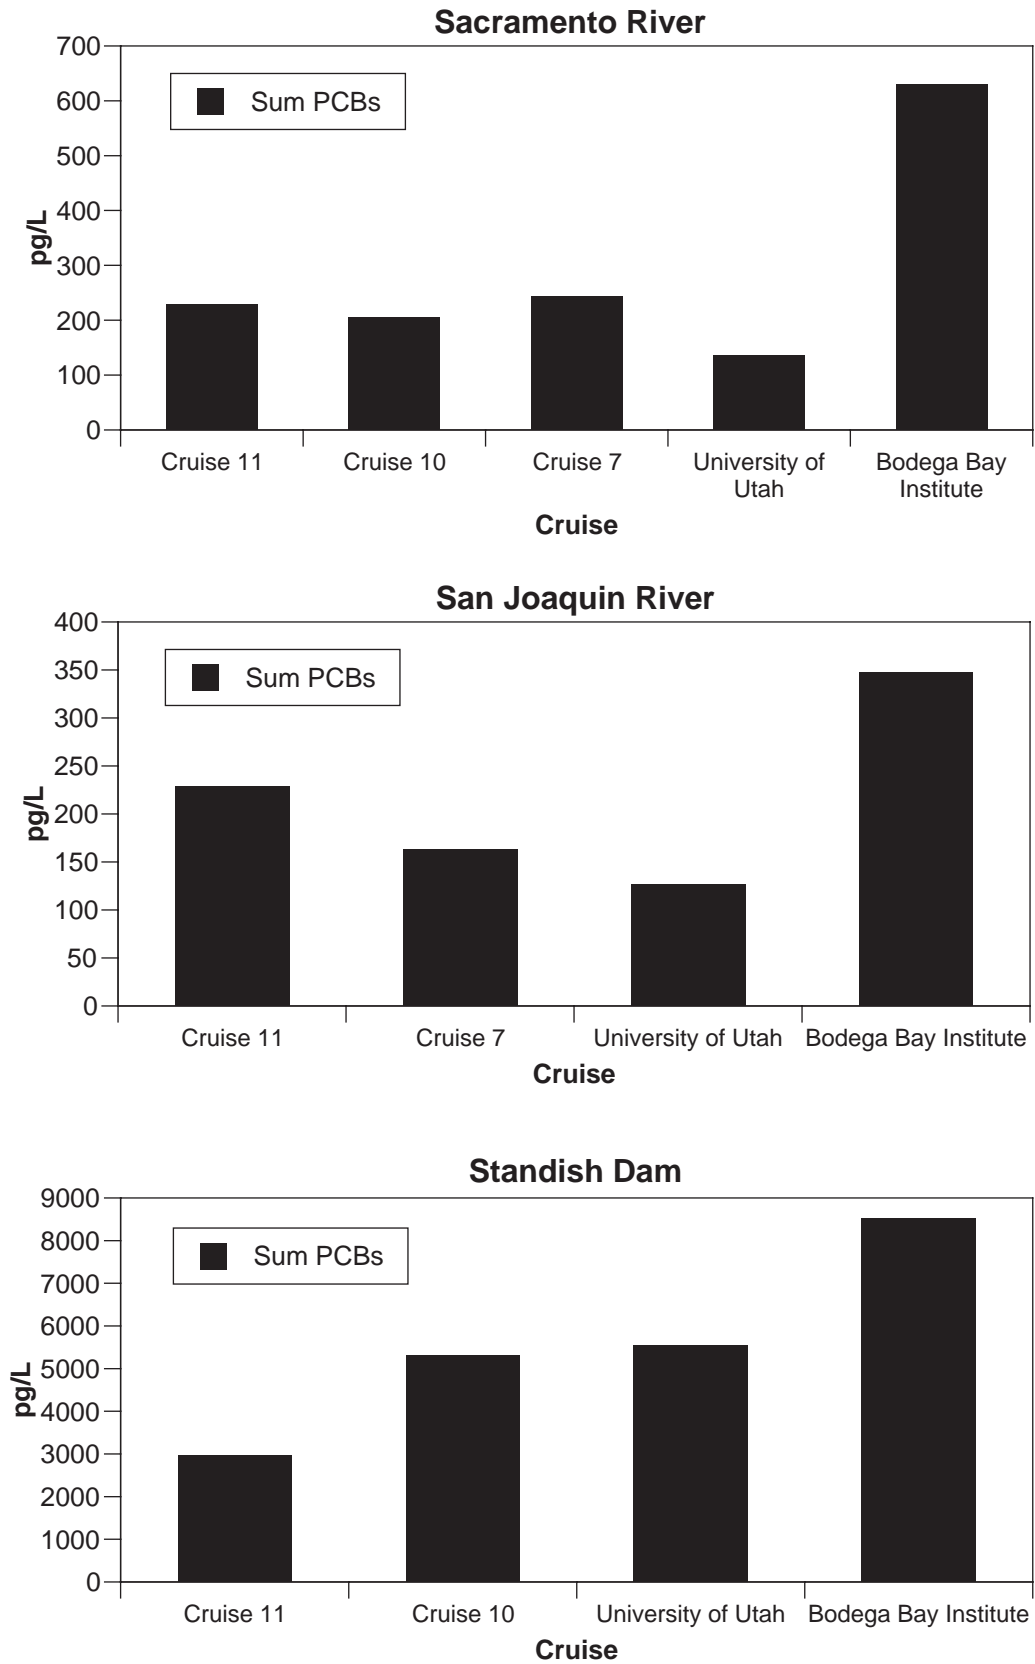 Sacramento River
700
600
500
400
300
200
100
0
pg/L
Sum PCBs
Cruise 11
Cruise 10
Cruise 7
University of
Utah
Bodega Bay
Institute
Cruise
San Joaquin River
400
350
300
250
200
150
100
50
0
pg/L
Sum PCBs
Cruise 11
Cruise 7
University of Utah
Bodega Bay Institute
Cruise
Standish Dam
9000
8000
7000
6000
5000
4000
3000
2000
1000
0
pg/L
Sum PCBs
Cruise 11
Cruise 10
University of Utah
Bodega Bay Institute
Cruise